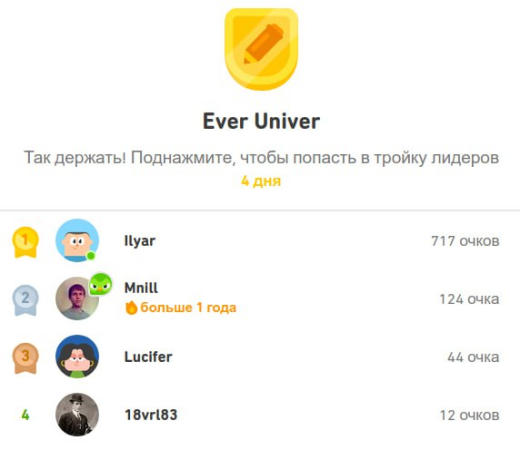 Ever Univer
Так держать! Поднажмите, чтобы попасть в тройку лидеров
4 дня
1 Ilyar 717 очков
2 Mnill 124 очка
больше 1 года
3 Lucifer 44 очка
4 18vrl83 12 очков